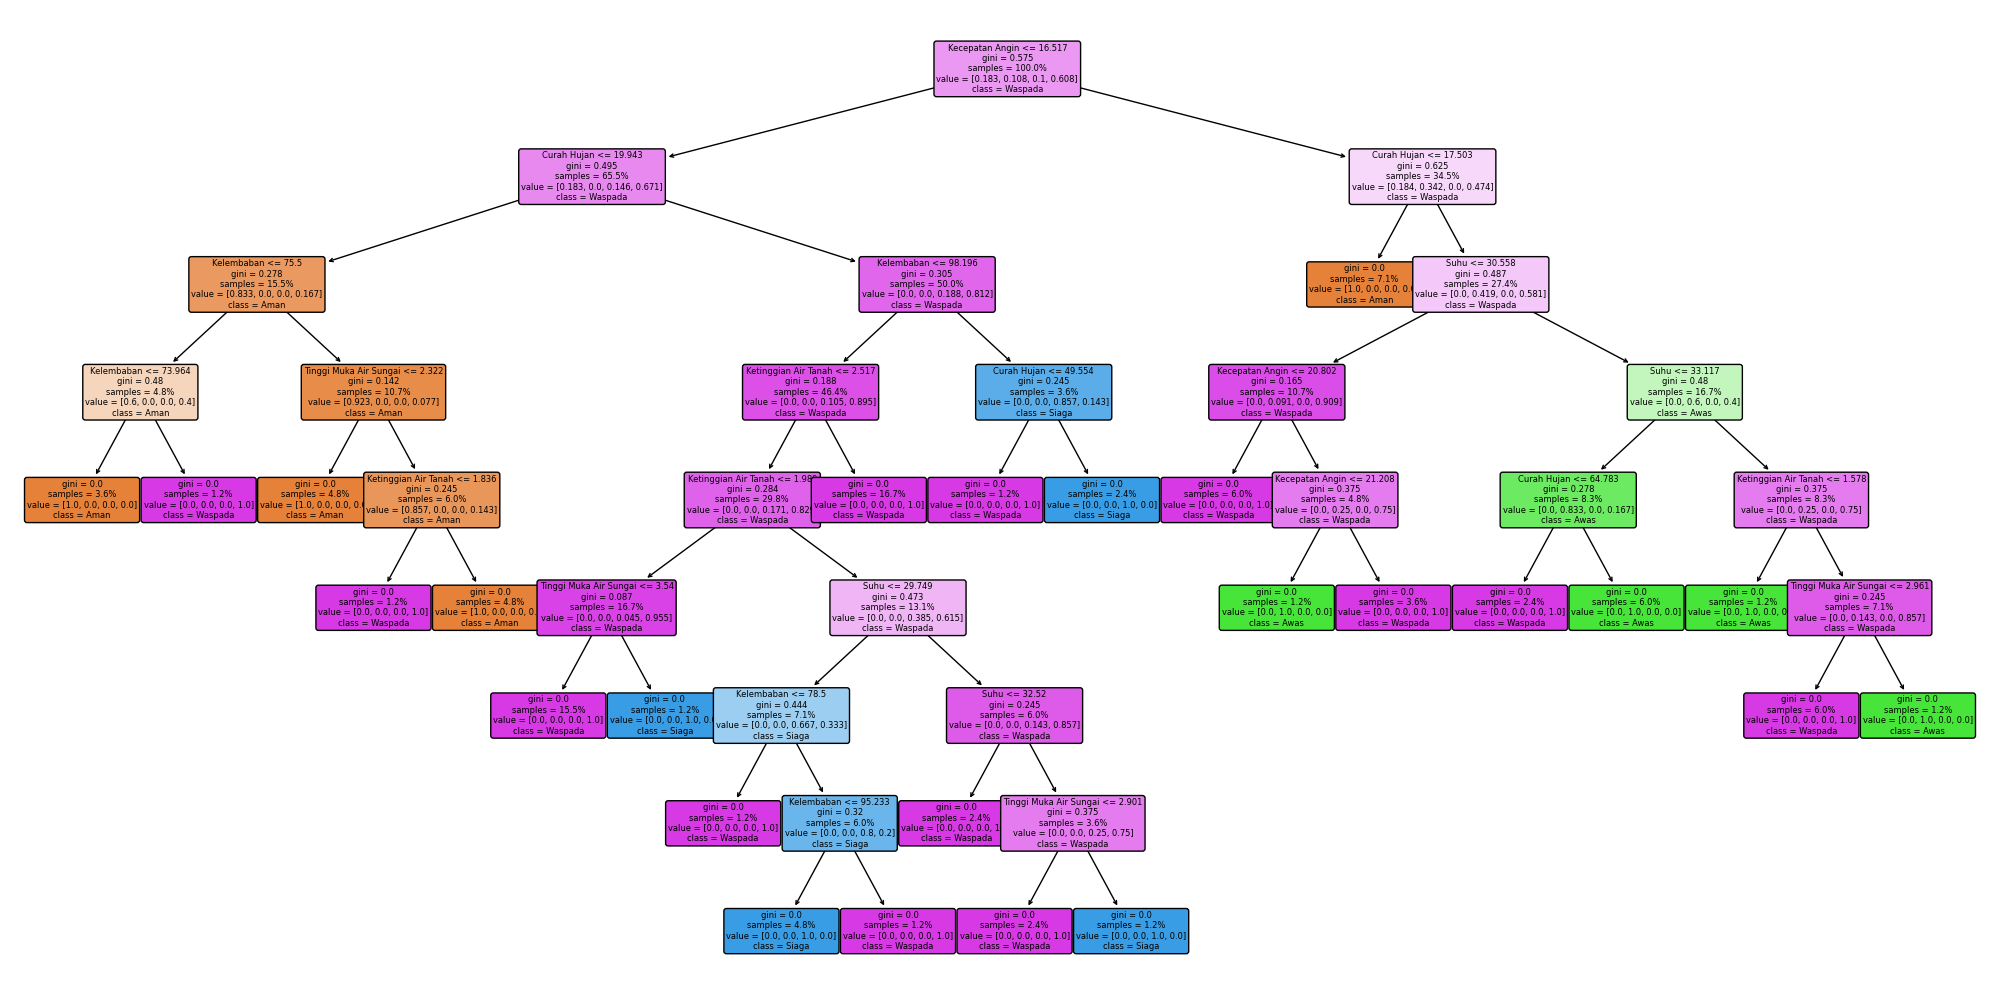 Kecepatan Angin <= 16.517
gini = 0.575
samples = 100.0%
value = [0.183, 0.108, 0.1, 0.608]
class = Waspada
Curah Hujan <= 19.943
gini = 0.495
samples = 65.5%
value = [0.183, 0.0, 0.146, 0.671]
class = Waspada
Curah Hujan <= 17.503
gini = 0.625
samples = 34.5%
value = [0.184, 0.342, 0.0, 0.474]
class = Waspada
Kelembaban <= 75.5
gini = 0.278
samples = 15.5%
value = [0.833, 0.0, 0.0, 0.167]
class = Aman
Kelembaban <= 98.196
gini = 0.305
samples = 50.0%
value = [0.0, 0.0, 0.188, 0.812]
class = Waspada
gini = 0.0
samples = 7.1%
value = [1.0, 0.0, 0.0,
class = Aman
Suhu <= 30.558
gini = 0.487
samples = 27.4%
value = [0.0, 0.419, 0.0, 0.581]
class = Waspada
Kelembaban <= 73.964
gini = 0.48
samples = 4.8%
value = [0.6, 0.0, 0.0, 0.4]
class = Aman
Tinggi Muka Air Sungai <= 2.322
gini = 0.142
samples = 10.7%
value = [0.923, 0.0, 0.0, 0.077]
class = Aman
Ketinggian Air Tanah <= 2.517
gini = 0.188
samples = 46.4%
value = [0.0, 0.0, 0.105, 0.895]
class = Waspada
Curah Hujan <= 49.554
gini = 0.245
samples = 3.6%
value = [0.0, 0.0, 0.857, 0.143]
class = Siaga
Kecepatan Angin <= 20.802
gini = 0.165
samples = 10.7%
value = [0.0, 0.091, 0.0, 0.909]
class = Waspada
Suhu <= 33.117
gini = 0.48
samples = 16.7%
value = [0.0, 0.6, 0.0, 0.4]
class = Awas
gini = 0.0
samples = 3.6%
value = [1.0, 0.0, 0.0, 0.0]
class = Aman
gini = 0.0
samples = 1.2%
value = [0.0, 0.0, 0.0, 1.0]
class = Waspada
gini = 0.0
samples = 4.8%
value = [1.0, 0.0, 0.0,
class = Aman
Ketinggian Air Tanah <= 1.836
gini = 0.245
samples = 6.0%
value = [0.857, 0.0, 0.0, 0.143]
class = Aman
Ketinggian Air Tanah <=
gini = 0.284
samples = 29.8%
value = [0.0, 0.0, 0.171,
class = Waspada
gini = 0.0
samples = 16.7%
value = [0.0, 0.0, 0.0, 1.0]
class = Waspada
gini = 0.0
samples = 1.2%
value = [0.0, 0.0, 0.0, 1.0]
class = Waspada
gini = 0.0
samples = 2.4%
value = [0.0, 0.0, 1.0, 0.0]
class = Siaga
gini = 0.0
samples = 6.0%
value = [0.0, 0.0, 0.0, 1.0]
class = Waspada
Kecepatan Angin <= 21.208
gini = 0.375
samples = 4.8%
value = [0.0, 0.25, 0.0, 0.75]
class = Waspada
Curah Hujan <= 64.783
gini = 0.278
samples = 8.3%
value = [0.0, 0.833, 0.0, 0.167]
class = Awas
Ketinggian Air Tanah <= 1.578
gini = 0.375
samples = 8.3%
value = [0.0, 0.25, 0.0, 0.75]
class = Waspada
gini = 0.0
samples = 1.2%
value = [0.0, 0.0, 0.0, 1.0]
class = Waspada
gini = 0.0
samples = 4.8%
value = [1.0, 0.0, 0.0,
class = Aman
Tinggi Muka Air Sungai <= 3.54
gini = 0.087
samples = 16.7%
value = [0.0, 0.0, 0.045, 0.955]
class = Waspada
Suhu <= 29.749
gini = 0.473
samples = 13.1%
value = [0.0, 0.0, 0.385, 0.615]
class = Waspada
gini = 0.0
samples = 1.2%
value = [0.0, 1.0, 0.0, 0.0]
class = Awas
gini = 0.0
samples = 3.6%
value = [0.0, 0.0, 0.0, 1.0]
class = Waspada
gini = 0.0
samples = 2.4%
value = [0.0, 0.0, 0.0, 1.0]
class = Waspada
gini = 0.0
samples = 6.0%
value = [0.0, 1.0, 0.0, 0.0]
class = Awas
gini = 0.0
samples = 1.2%
value = [0.0, 1.0, 0.0,
class = Awas
Tinggi Muka Air Sungai <= 2.961
gini = 0.245
samples = 7.1%
value = [0.0, 0.143, 0.0, 0.857]
class = Waspada
gini = 0.0
samples = 15.5%
value = [0.0, 0.0, 0.0, 1.0]
class = Waspada
gini = 0.0
samples = 1.2%
value = [0.0, 0.0, 1.0,
class = Siaga
Kelembaban <= 78.5
gini = 0.444
samples = 7.1%
value = [0.0, 0.0, 0.667, 0.333]
class = Siaga
Suhu <= 32.52
gini = 0.245
samples = 6.0%
value = [0.0, 0.0, 0.143, 0.857]
class = Waspada
gini = 0.0
samples = 6.0%
value = [0.0, 0.0, 0.0, 1.0]
class = Waspada
gini = 0.0
samples = 1.2%
value = [0.0, 1.0, 0.0, 0.0]
class = Awas
gini = 0.0
samples = 1.2%
value = [0.0, 0.0, 0.0, 1.0]
class = Waspada
Kelembaban <= 95.233
gini = 0.32
samples = 6.0%
value = [0.0, 0.0, 0.8, 0.2]
class = Siaga
gini = 0.0
samples = 2.4%
value = [0.0, 0.0, 0.0,
class = Waspada
Tinggi Muka Air Sungai <= 2.901
gini = 0.375
samples = 3.6%
value = [0.0, 0.0, 0.25, 0.75]
class = Waspada
gini = 0.0
samples = 4.8%
value = [0.0, 0.0, 1.0, 0.0]
class = Siaga
gini = 0.0
samples = 1.2%
value = [0.0, 0.0, 0.0, 1.0]
class = Waspada
gini = 0.0
samples = 2.4%
value = [0.0, 0.0, 0.0, 1.0]
class = Waspada
gini = 0.0
samples = 1.2%
value = [0.0, 0.0, 1.0, 0.0]
class = Siaga